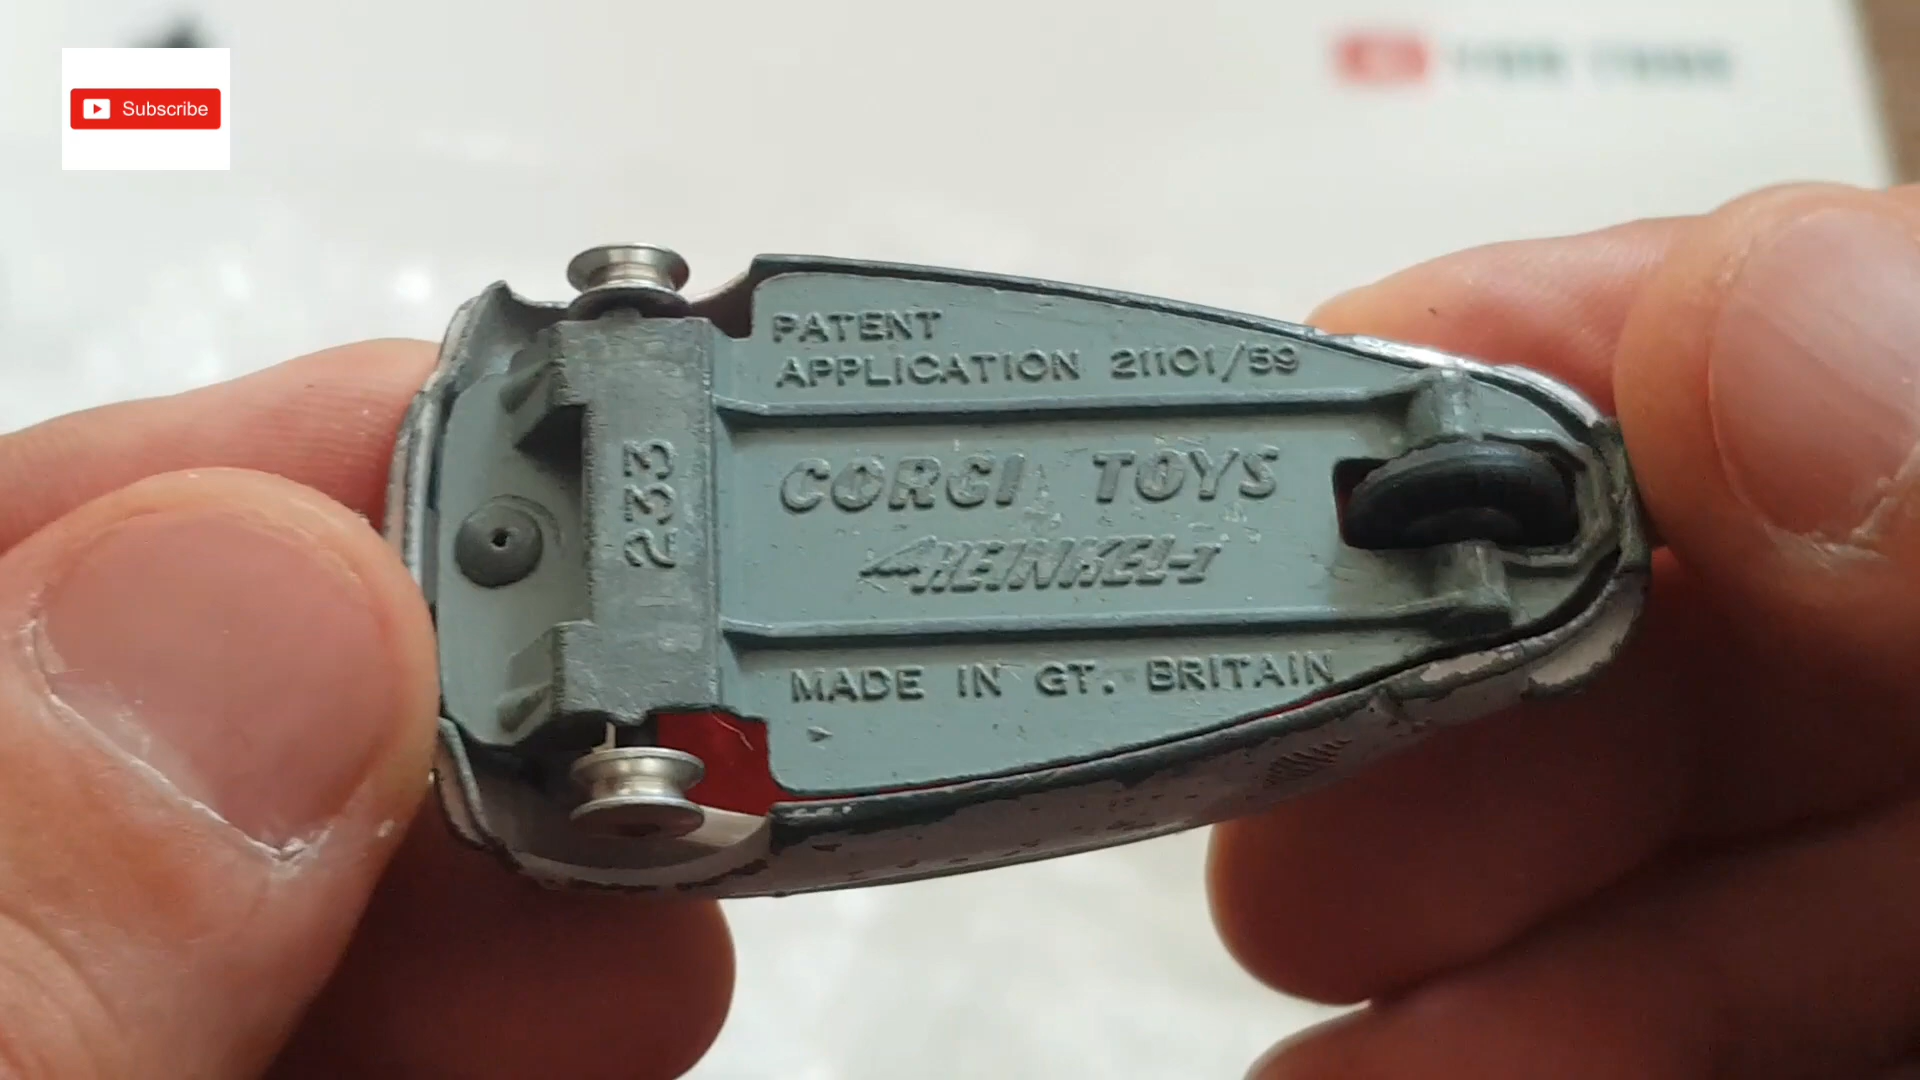 Subscribe
PATENT
APPLICATION 21101/59
233
CORGI TOYS
HEINKEL-I
MADE IN GT. BRITAIN